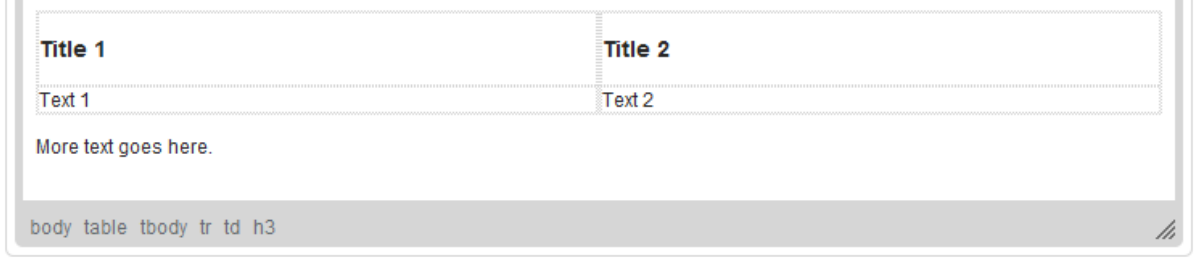 Title 1 Title 2
Text 1 Text 2
More text goes here.
body table tbody tr td h3